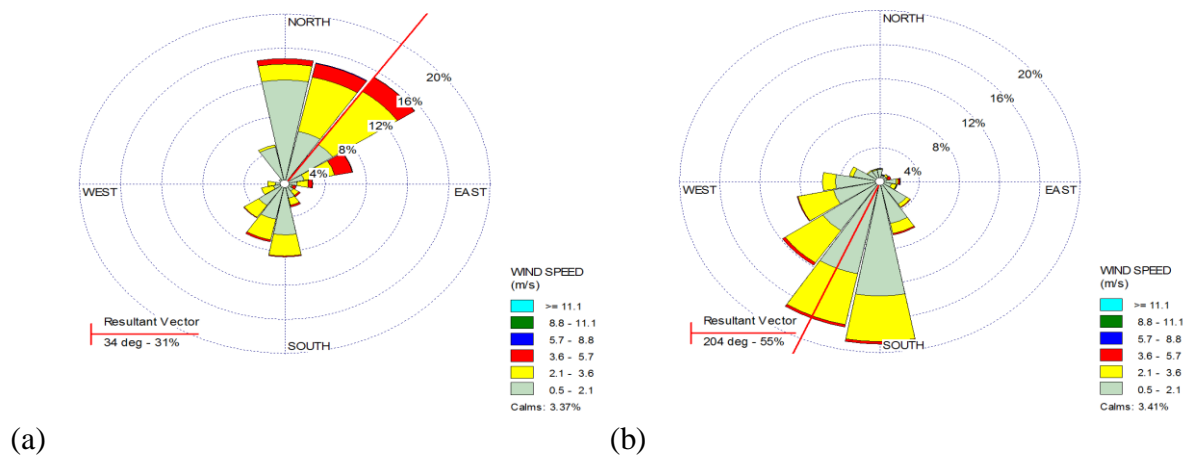 NORTH
20%
16%
12%
8%
4%
WEST
EAST
SOUTH
WIND SPEED
(m/s)
>= 11.1
8.8 - 11.1
5.7 - 8.8
3.6 - 5.7
2.1 - 3.6
0.5 - 2.1
Calms: 3.37%
Resultant Vector
34 deg - 31%
(a)
NORTH
20%
16%
12%
8%
4%
WEST
EAST
SOUTH
WIND SPEED
(m/s)
>= 11.1
8.8 - 11.1
5.7 - 8.8
3.6 - 5.7
2.1 - 3.6
0.5 - 2.1
Calms: 3.41%
Resultant Vector
204 deg - 55%
(b)